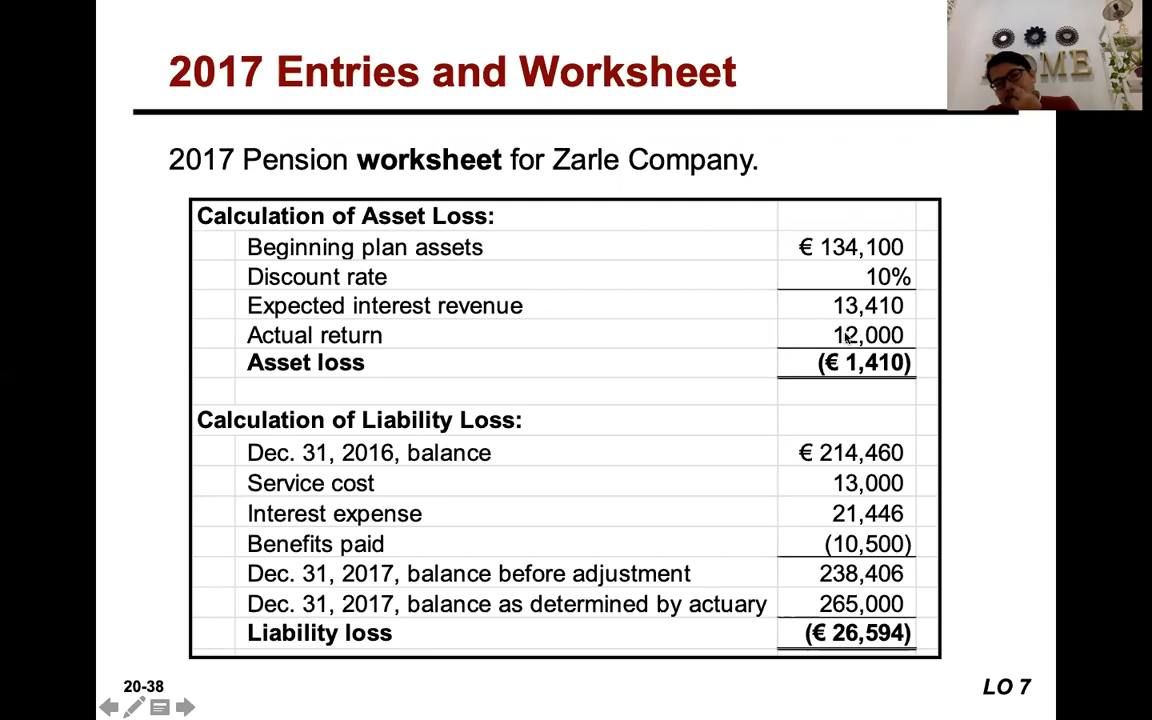 2017 Entries and Worksheet
HOME
2017 Pension worksheet for Zarle Company.
Calculation of Asset Loss:
Beginning plan assets € 134,100
Discount rate 10%
Expected interest revenue 13,410
Actual return 12,000
Asset loss (€ 1,410)
Calculation of Liability Loss:
Dec. 31, 2016, balance € 214,460
Service cost 13,000
Interest expense 21,446
Benefits paid (10,500)
Dec. 31, 2017, balance before adjustment 238,406
Dec. 31, 2017, balance as determined by actuary 265,000
Liability loss (€ 26,594)
20-38
LO 7